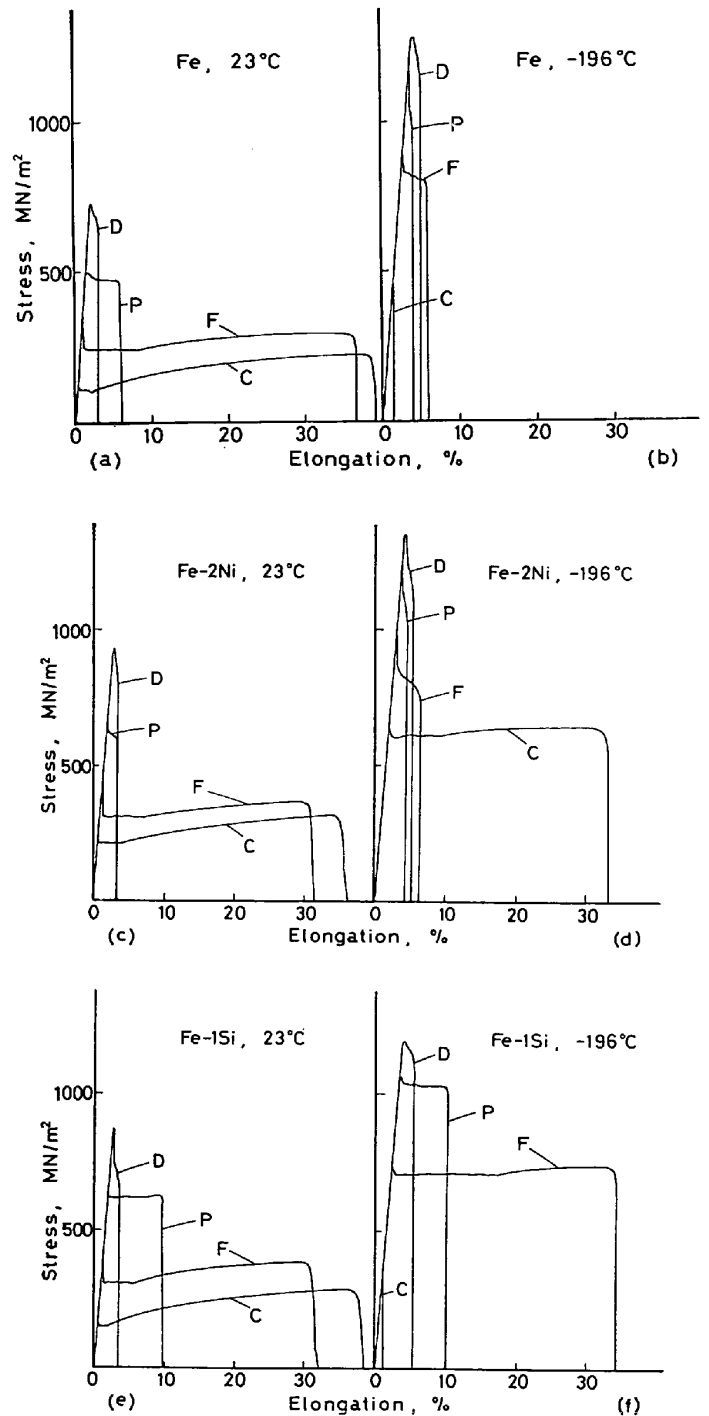 Fe, 23°C
Fe, -196°C
Stress, MN/m²
1000
500
D
P
F
C
D
P
F
C
0 10 20 30 0 10 20 30
(a) Elongation, % (b)
Fe-2Ni, 23°C
Fe-2Ni, -196°C
Stress, MN/m²
1000
500
D
P
F
C
D
P
F
C
0 10 20 30 0 10 20 30
(c) Elongation, % (d)
Fe-1Si, 23°C
Fe-1Si, -196°C
Stress, MN/m²
1000
500
D
P
F
C
D
P
F
C
0 10 20 30 0 10 20 30
(e) Elongation, % (f)